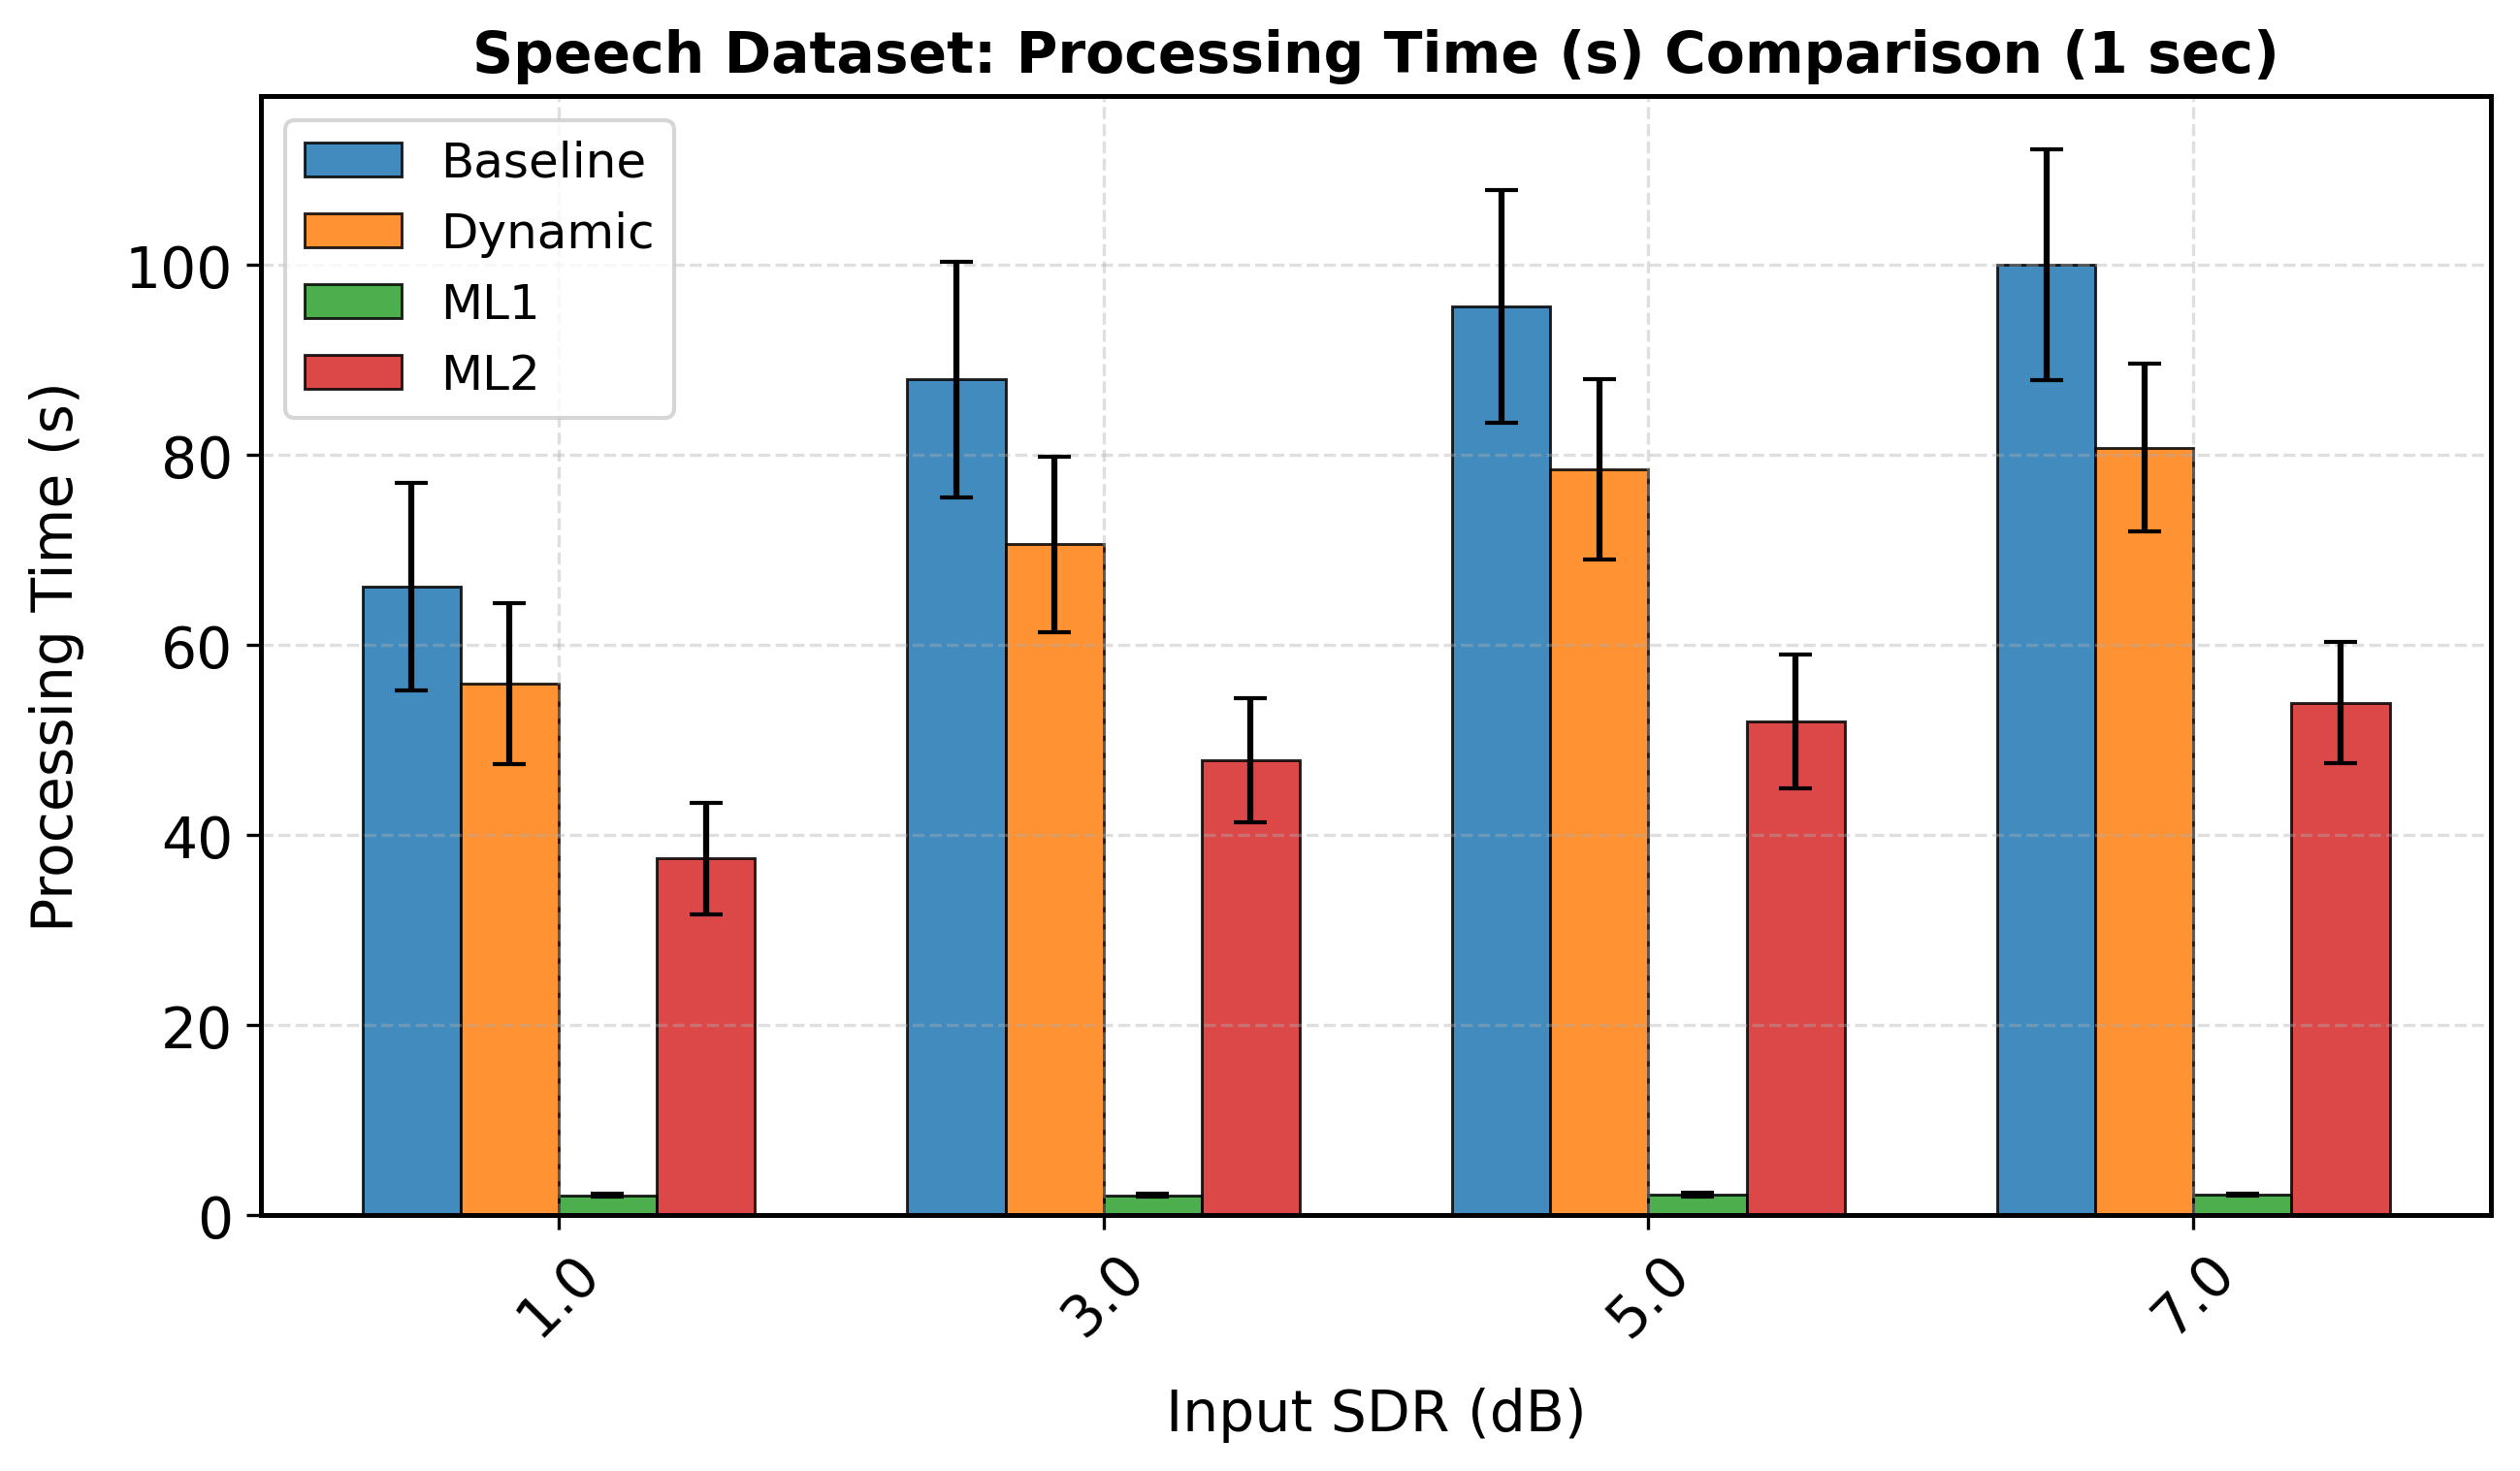 Speech Dataset: Processing Time (s) Comparison (1 sec)
Baseline
Dynamic
ML1
ML2
Processing Time (s)
100
80
60
40
20
0
1.0
3.0
5.0
7.0
Input SDR (dB)